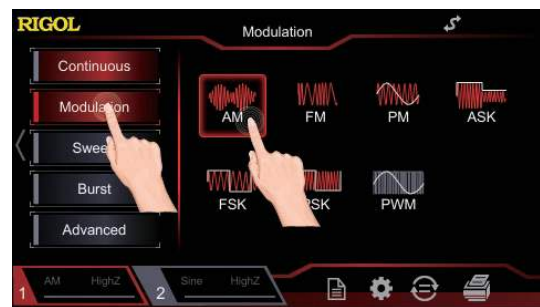 RIGOL
Modulation
Continuous
Modulation
Sweep
Burst
Advanced
AM
FM
PM
ASK
FSK
PSK
PWM
1
AM HighZ
2
Sine HighZ